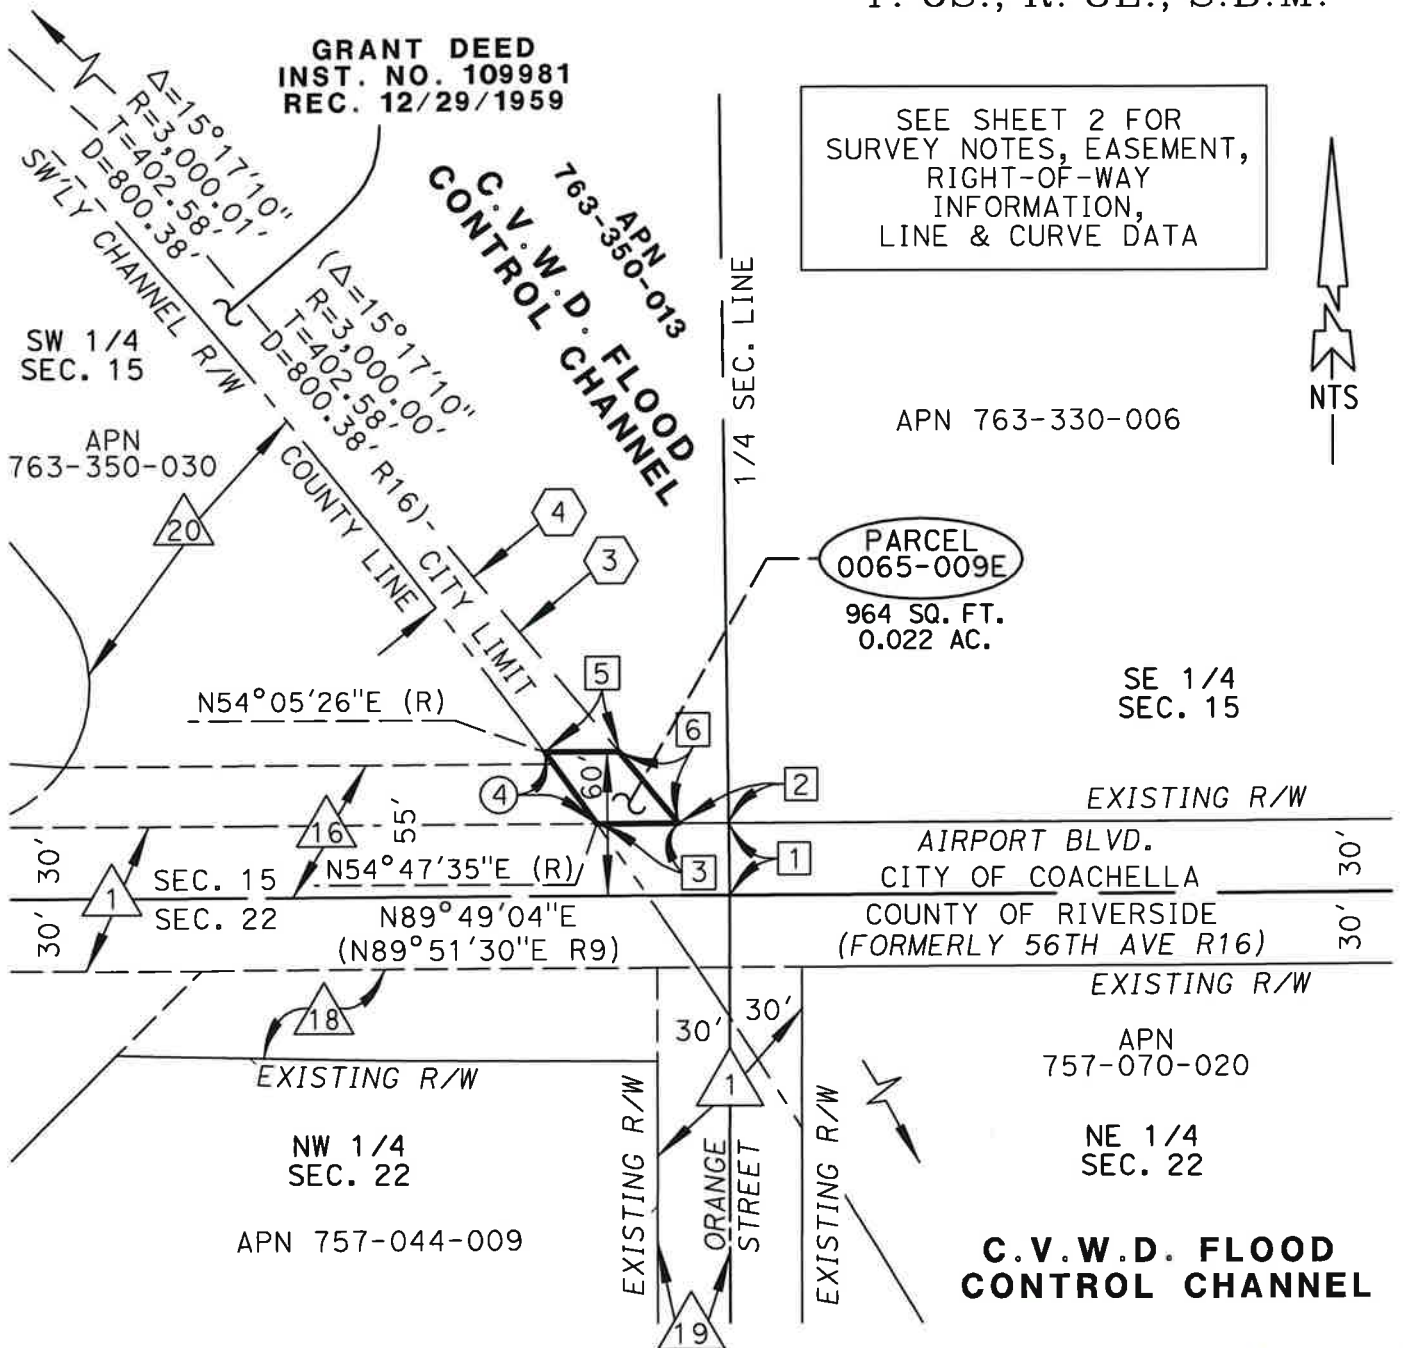 GRANT DEED
INST. NO. 109981
REC. 12/29/1959
SEE SHEET 2 FOR
SURVEY NOTES, EASEMENT,
RIGHT-OF-WAY
INFORMATION,
LINE & CURVE DATA
NTS
Δ=15°17'10"
R=3,000.01'
T=402.58'
D=800.38'
SW'LY CHANNEL R/W
(Δ=15°17'10"
R=3,000.00'
T=402.58'
D=800.38' R16)
C.V.W.D. FLOOD
CONTROL CHANNEL
APN
763-350-013
1/4 SEC. LINE
SW 1/4
SEC. 15
APN
763-350-030
APN 763-330-006
20
COUNTY LINE
CITY LIMIT
4
3
PARCEL
0065-009E
964 SQ. FT.
0.022 AC.
SE 1/4
SEC. 15
N54°05'26"E (R)
5
6
4
60'
2
1
3
EXISTING R/W
16
55'
N54°47'35"E (R)
AIRPORT BLVD.
CITY OF COACHELLA
COUNTY OF RIVERSIDE
(FORMERLY 56TH AVE R16)
30'
30'
30'
30'
1
SEC. 15
SEC. 22
N89°49'04"E
(N89°51'30"E R9)
EXISTING R/W
18
EXISTING R/W
30'
30'
1
APN
757-070-020
NW 1/4
SEC. 22
NE 1/4
SEC. 22
EXISTING R/W
ORANGE
STREET
EXISTING R/W
APN 757-044-009
19
C.V.W.D. FLOOD
CONTROL CHANNEL